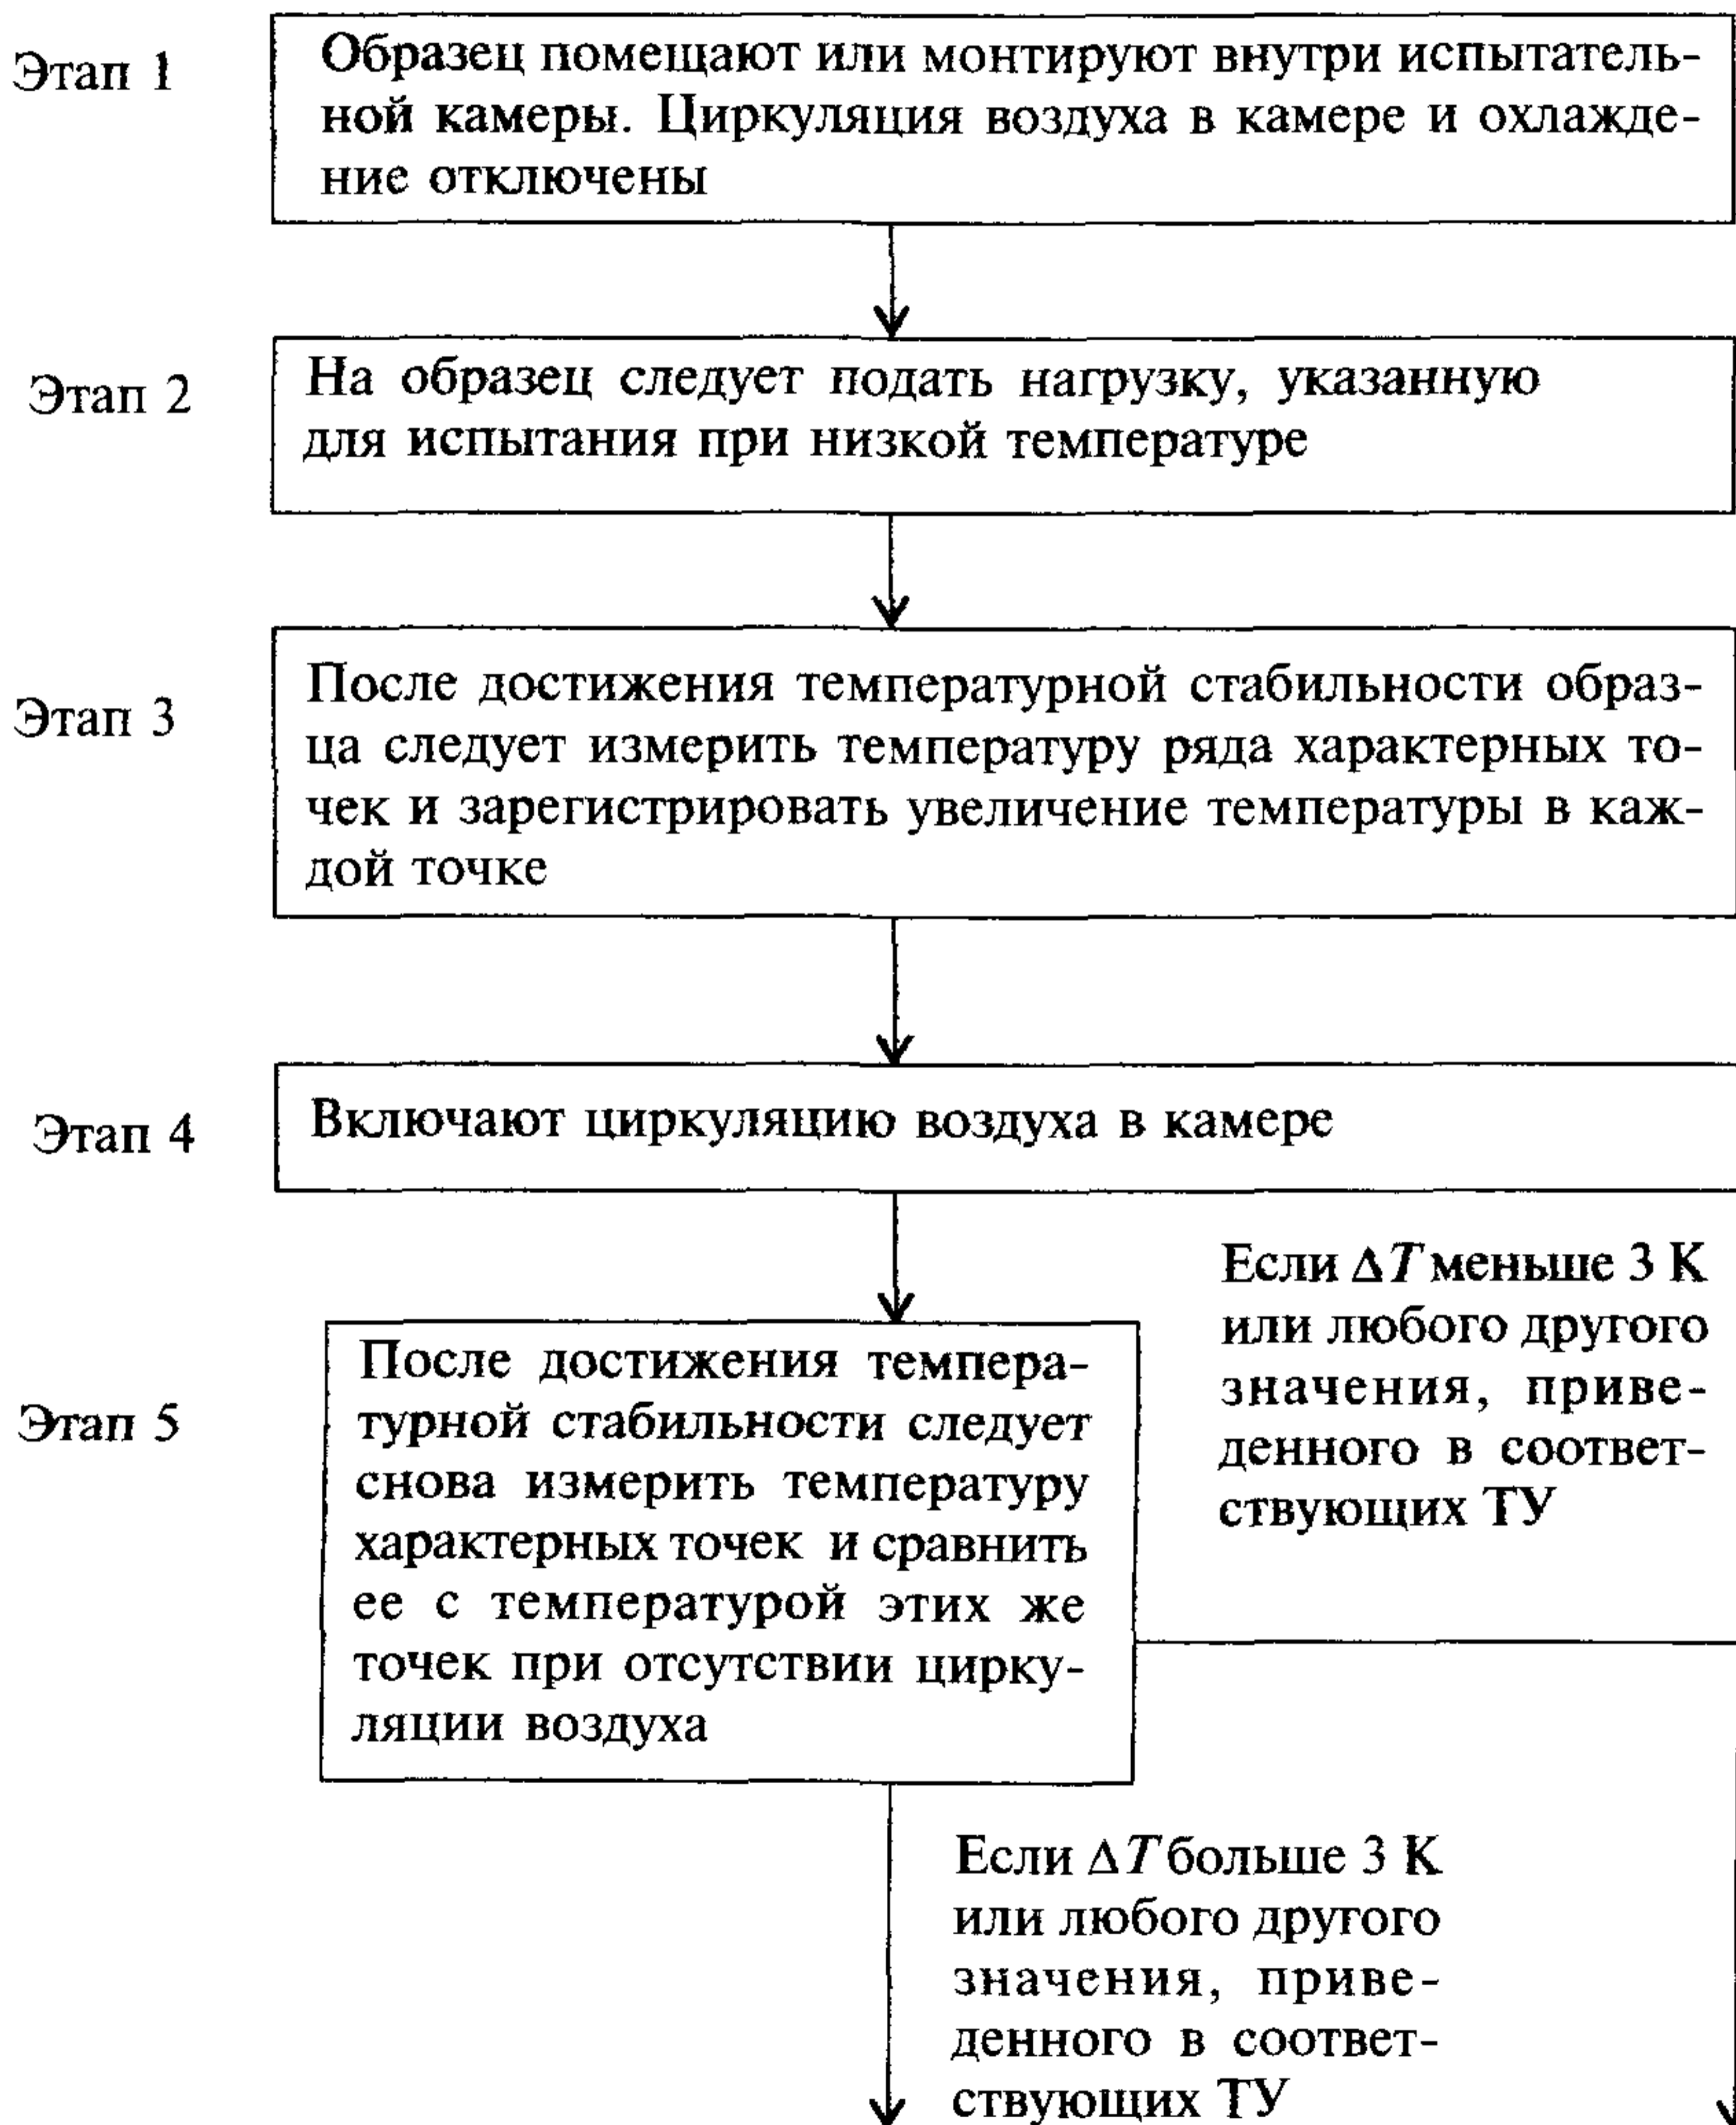 Этап 1
Образец помещают или монтируют внутри испытатель-
ной камеры. Циркуляция воздуха в камере и охлажде-
ние отключены
Этап 2
На образец следует подать нагрузку, указанную
для испытания при низкой температуре
Этап 3
После достижения температурной стабильности образ-
ца следует измерить температуру ряда характерных то-
чек и зарегистрировать увеличение температуры в каж-
дой точке
Этап 4
Включают циркуляцию воздуха в камере
Если ΔT меньше 3 К
или любого другого
значения, приве-
денного в соответ-
ствующих ТУ
Этап 5
После достижения темпера-
турной стабильности следует
снова измерить температуру
характерных точек и сравнить
ее с температурой этих же
точек при отсутствии цирку-
ляции воздуха
Если ΔT больше 3 К
или любого другого
значения, приве-
денного в соответ-
ствующих ТУ